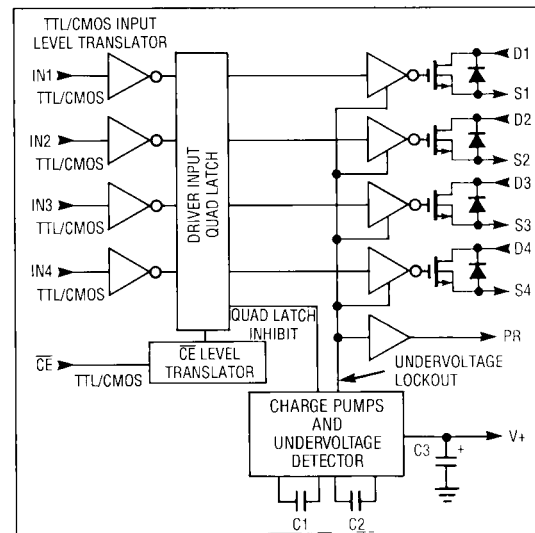 TTL/CMOS INPUT
LEVEL TRANSLATOR
IN1
TTL/CMOS
IN2
TTL/CMOS
IN3
TTL/CMOS
IN4
TTL/CMOS
DRIVER INPUT
QUAD LATCH
D1
S1
D2
S2
D3
S3
D4
S4
QUAD LATCH
INHIBIT
PR
CE
TTL/CMOS
CE LEVEL
TRANSLATOR
UNDERVOLTAGE
LOCKOUT
CHARGE PUMPS
AND
UNDERVOLTAGE
DETECTOR
C3
+
V+
C1
C2